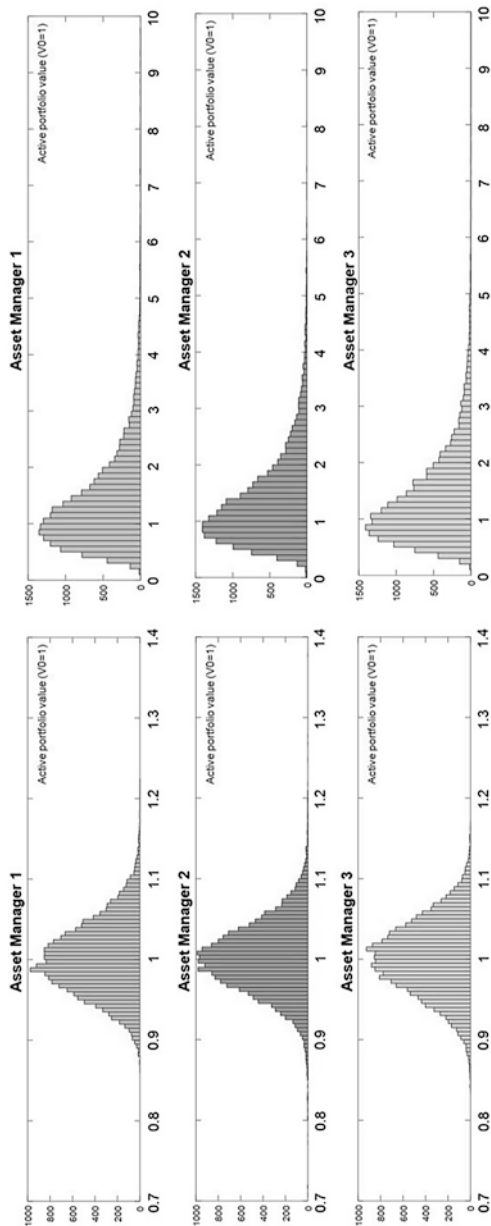 Asset Manager 1
Active portfolio value (V0=1)
1000
800
600
400
200
0
0.7 0.8 0.9 1 1.1 1.2 1.3 1.4
Asset Manager 1
Active portfolio value (V0=1)
1500
1000
500
0
0 1 2 3 4 5 6 7 8 9 10
Asset Manager 2
Active portfolio value (V0=1)
1000
800
600
400
200
0
0.7 0.8 0.9 1 1.1 1.2 1.3 1.4
Asset Manager 2
Active portfolio value (V0=1)
1500
1000
500
0
0 1 2 3 4 5 6 7 8 9 10
Asset Manager 3
Active portfolio value (V0=1)
1000
800
600
400
200
0
0.7 0.8 0.9 1 1.1 1.2 1.3 1.4
Asset Manager 3
Active portfolio value (V0=1)
1500
1000
500
0
0 1 2 3 4 5 6 7 8 9 10